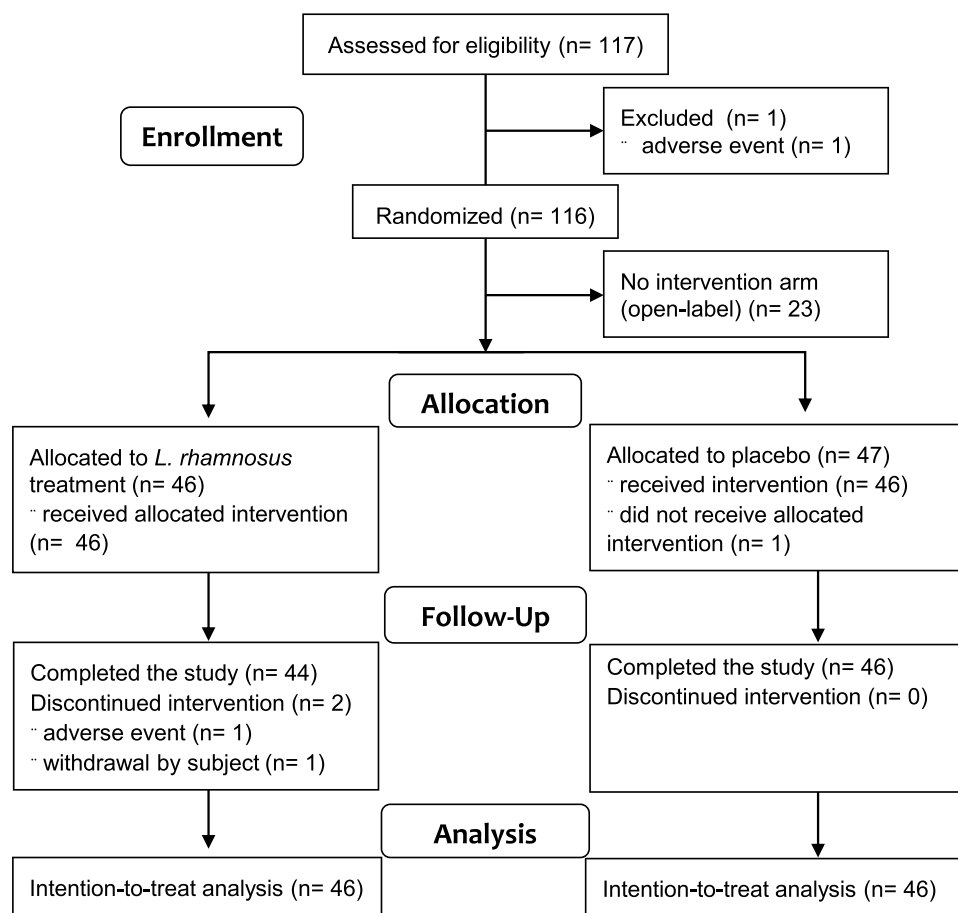 Assessed for eligibility (n= 117)
Enrollment
Excluded (n= 1)
¨ adverse event (n= 1)
Randomized (n= 116)
No intervention arm
(open-label) (n= 23)
Allocation
Allocated to L. rhamnosus
treatment (n= 46)
¨ received allocated intervention
(n= 46)
Allocated to placebo (n= 47)
¨ received intervention (n= 46)
¨ did not receive allocated
intervention (n= 1)
Follow-Up
Completed the study (n= 44)
Discontinued intervention (n= 2)
¨ adverse event (n= 1)
¨ withdrawal by subject (n= 1)
Completed the study (n= 46)
Discontinued intervention (n= 0)
Analysis
Intention-to-treat analysis (n= 46)
Intention-to-treat analysis (n= 46)